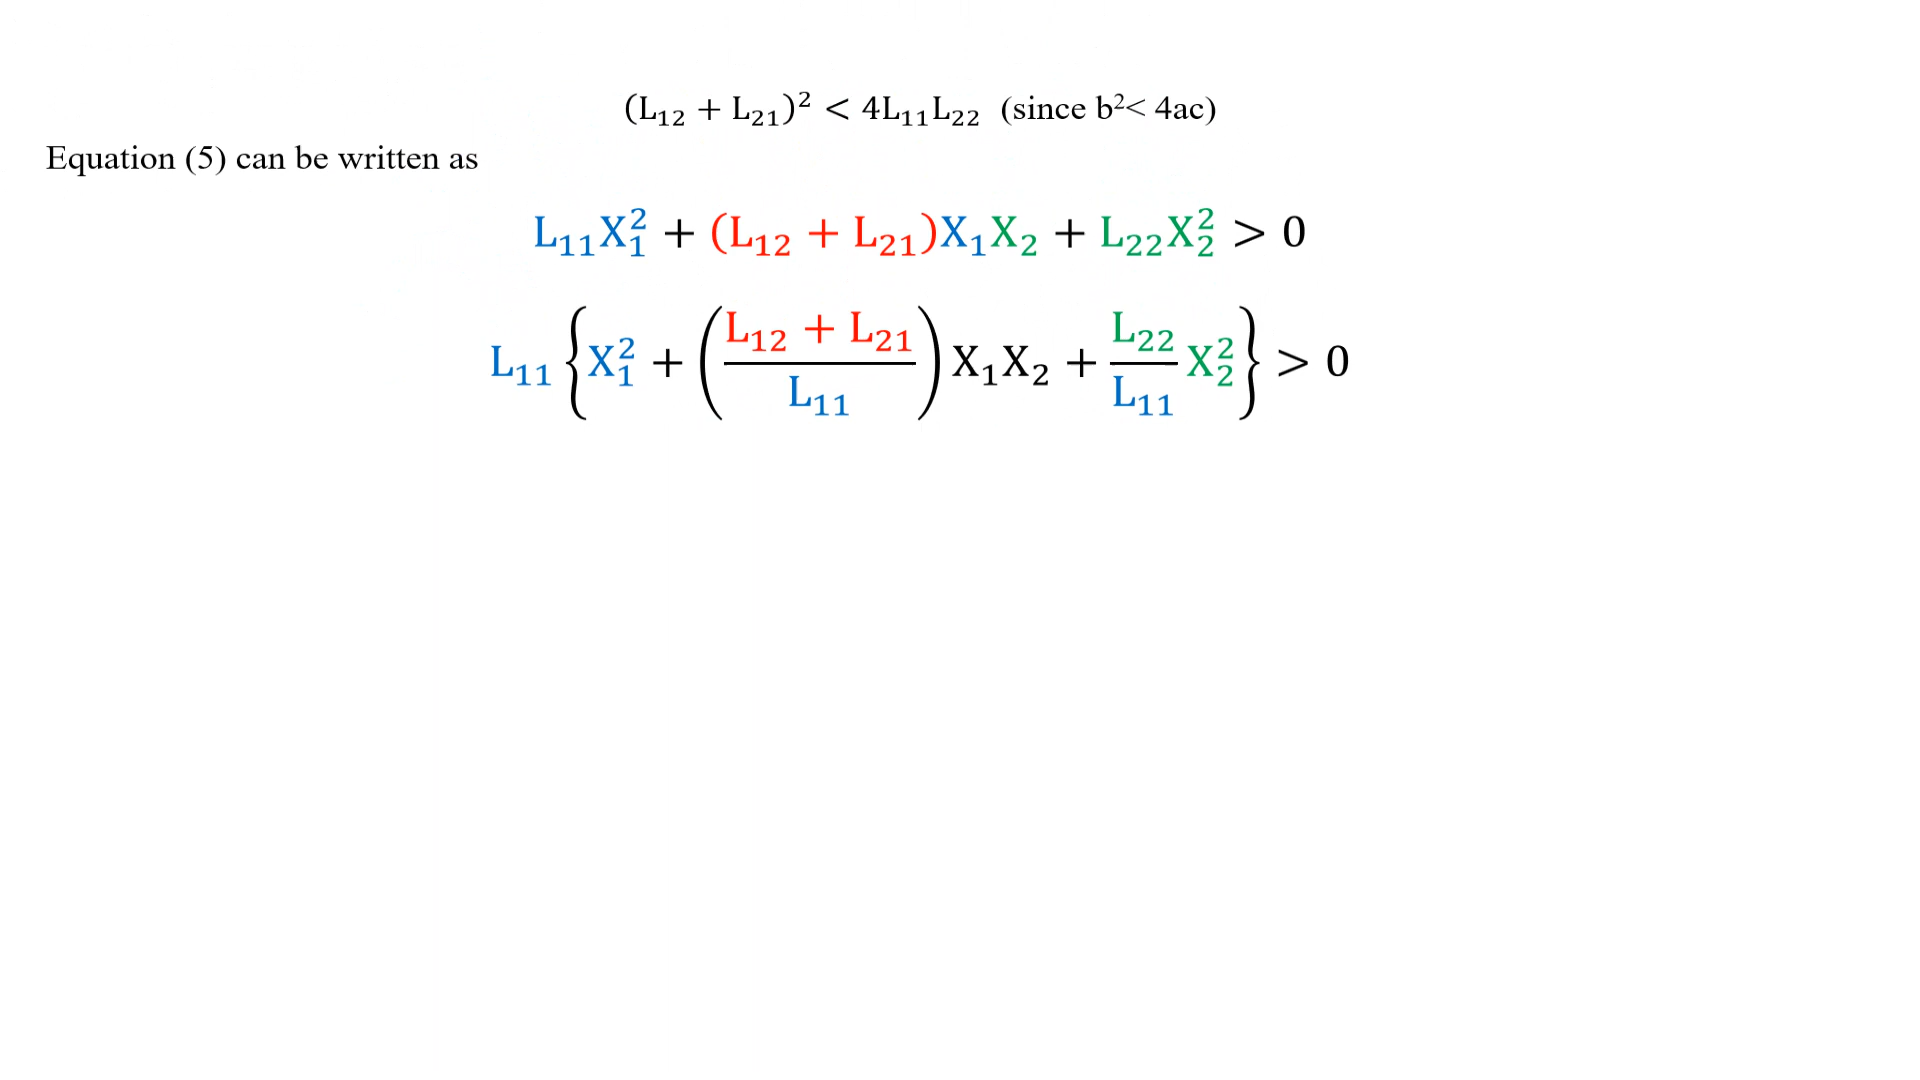 (L₁₂ + L₂₁)² < 4L₁₁L₂₂ (since b²< 4ac)
Equation (5) can be written as
L₁₁X₁² + (L₁₂ + L₂₁)X₁X₂ + L₂₂X₂² > 0
L₁₁ {X₁² + ((L₁₂ + L₂₁)/L₁₁) X₁X₂ + (L₂₂/L₁₁) X₂²} > 0